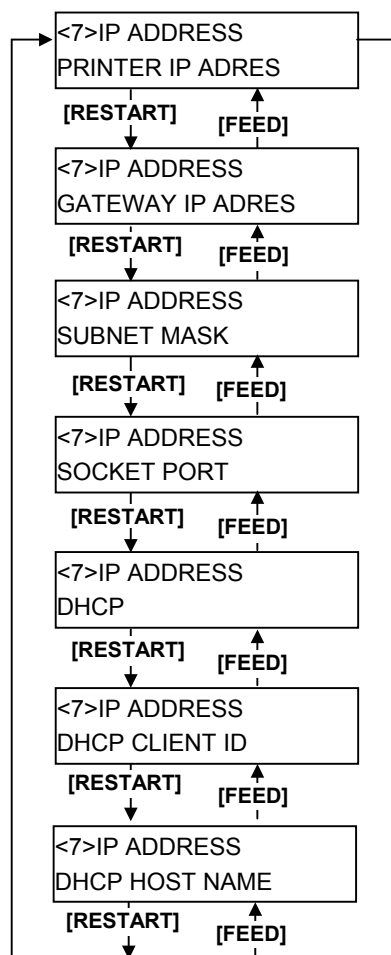 <7>IP ADDRESS
PRINTER IP ADRES
[RESTART] [FEED]
<7>IP ADDRESS
GATEWAY IP ADRES
[RESTART] [FEED]
<7>IP ADDRESS
SUBNET MASK
[RESTART] [FEED]
<7>IP ADDRESS
SOCKET PORT
[RESTART] [FEED]
<7>IP ADDRESS
DHCP
[RESTART] [FEED]
<7>IP ADDRESS
DHCP CLIENT ID
[RESTART] [FEED]
<7>IP ADDRESS
DHCP HOST NAME
[RESTART] [FEED]